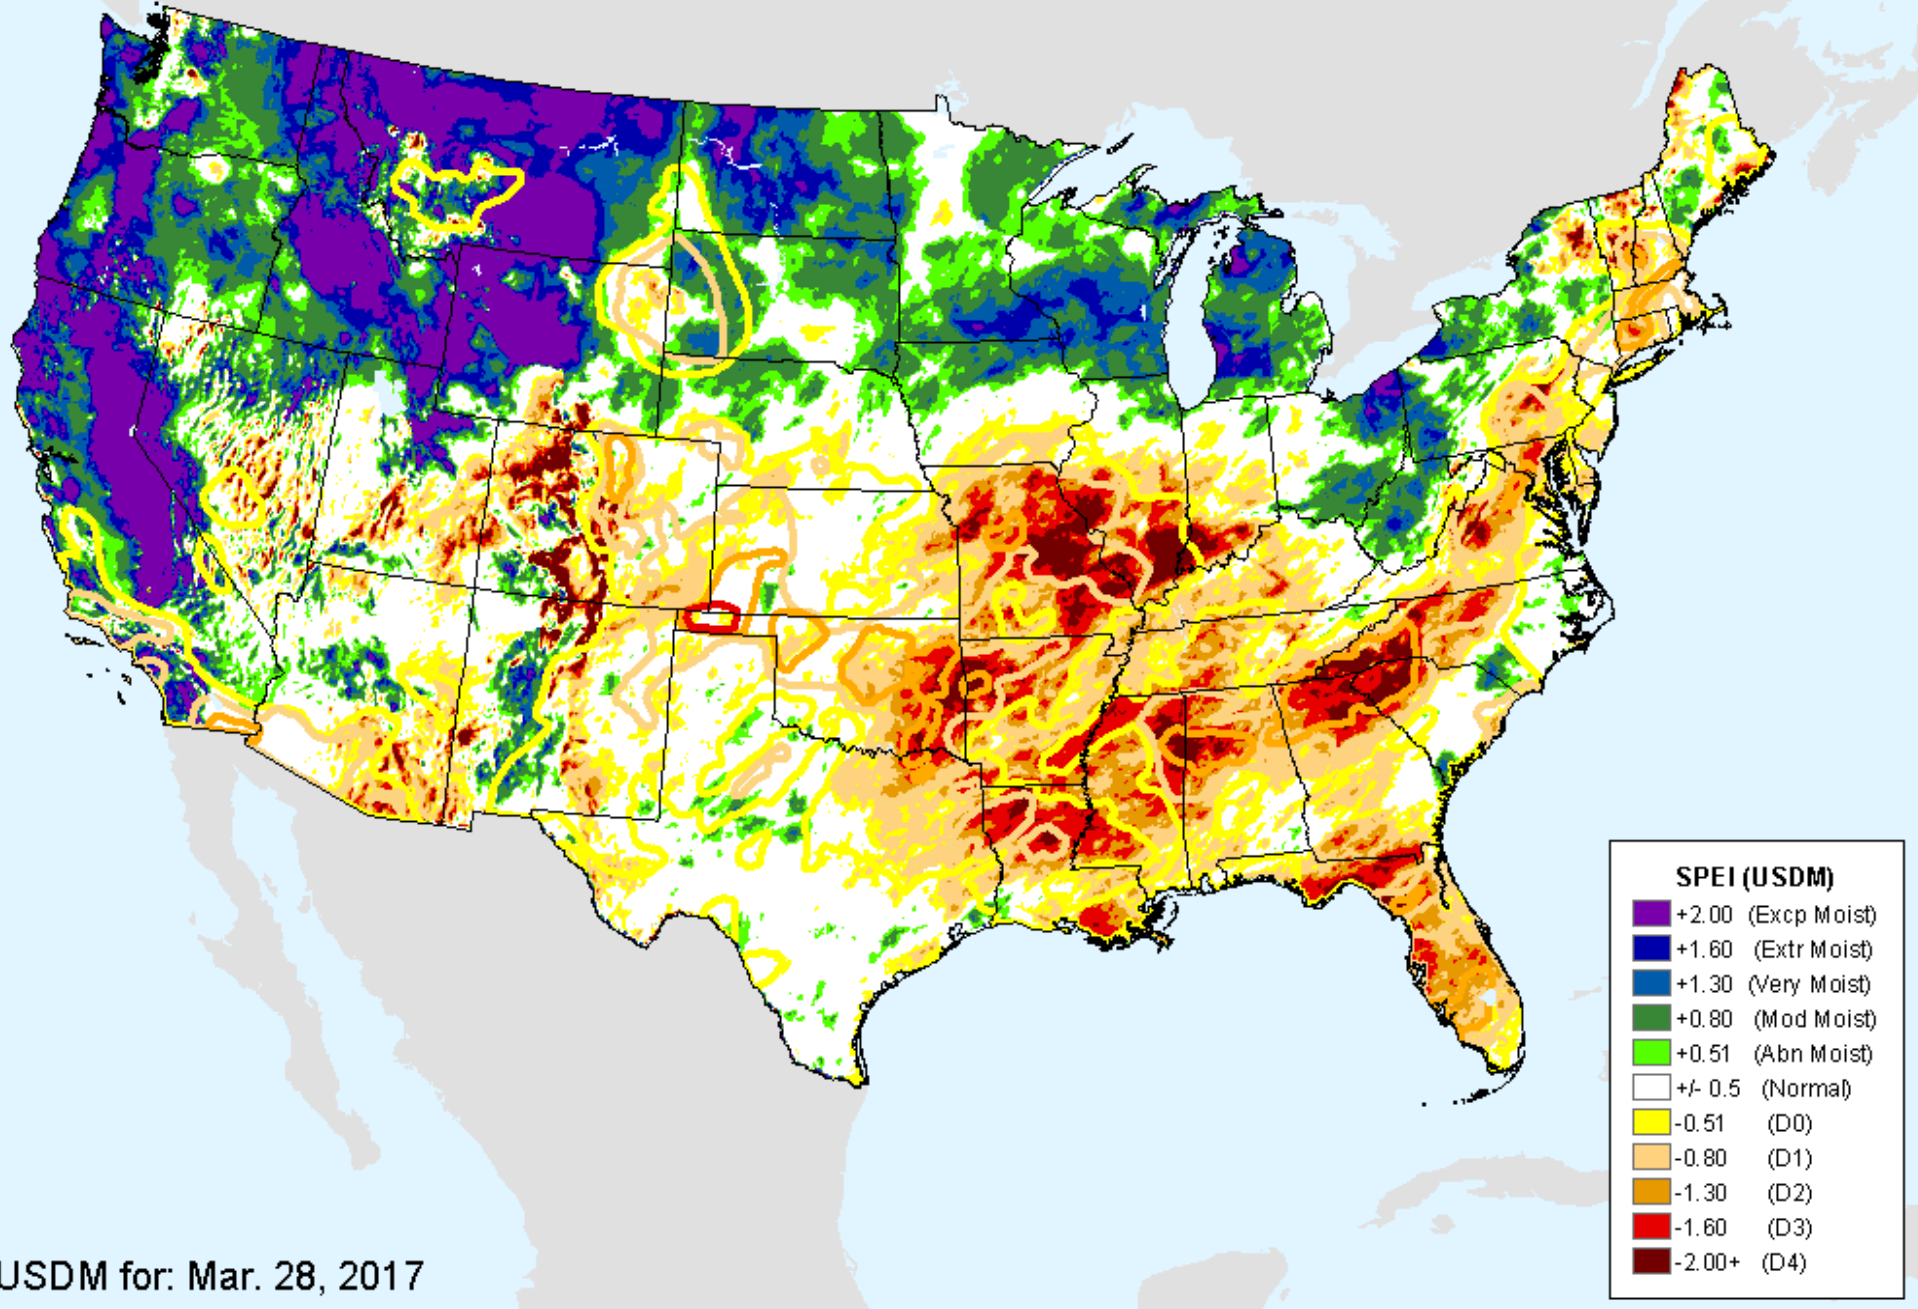 SPEI (USDM)
+2.00 (Excp Moist)
+1.60 (Extr Moist)
+1.30 (Very Moist)
+0.80 (Mod Moist)
+0.51 (Abn Moist)
+/- 0.5 (Normal)
-0.51 (D0)
-0.80 (D1)
-1.30 (D2)
-1.60 (D3)
-2.00+ (D4)
USDM for: Mar. 28, 2017